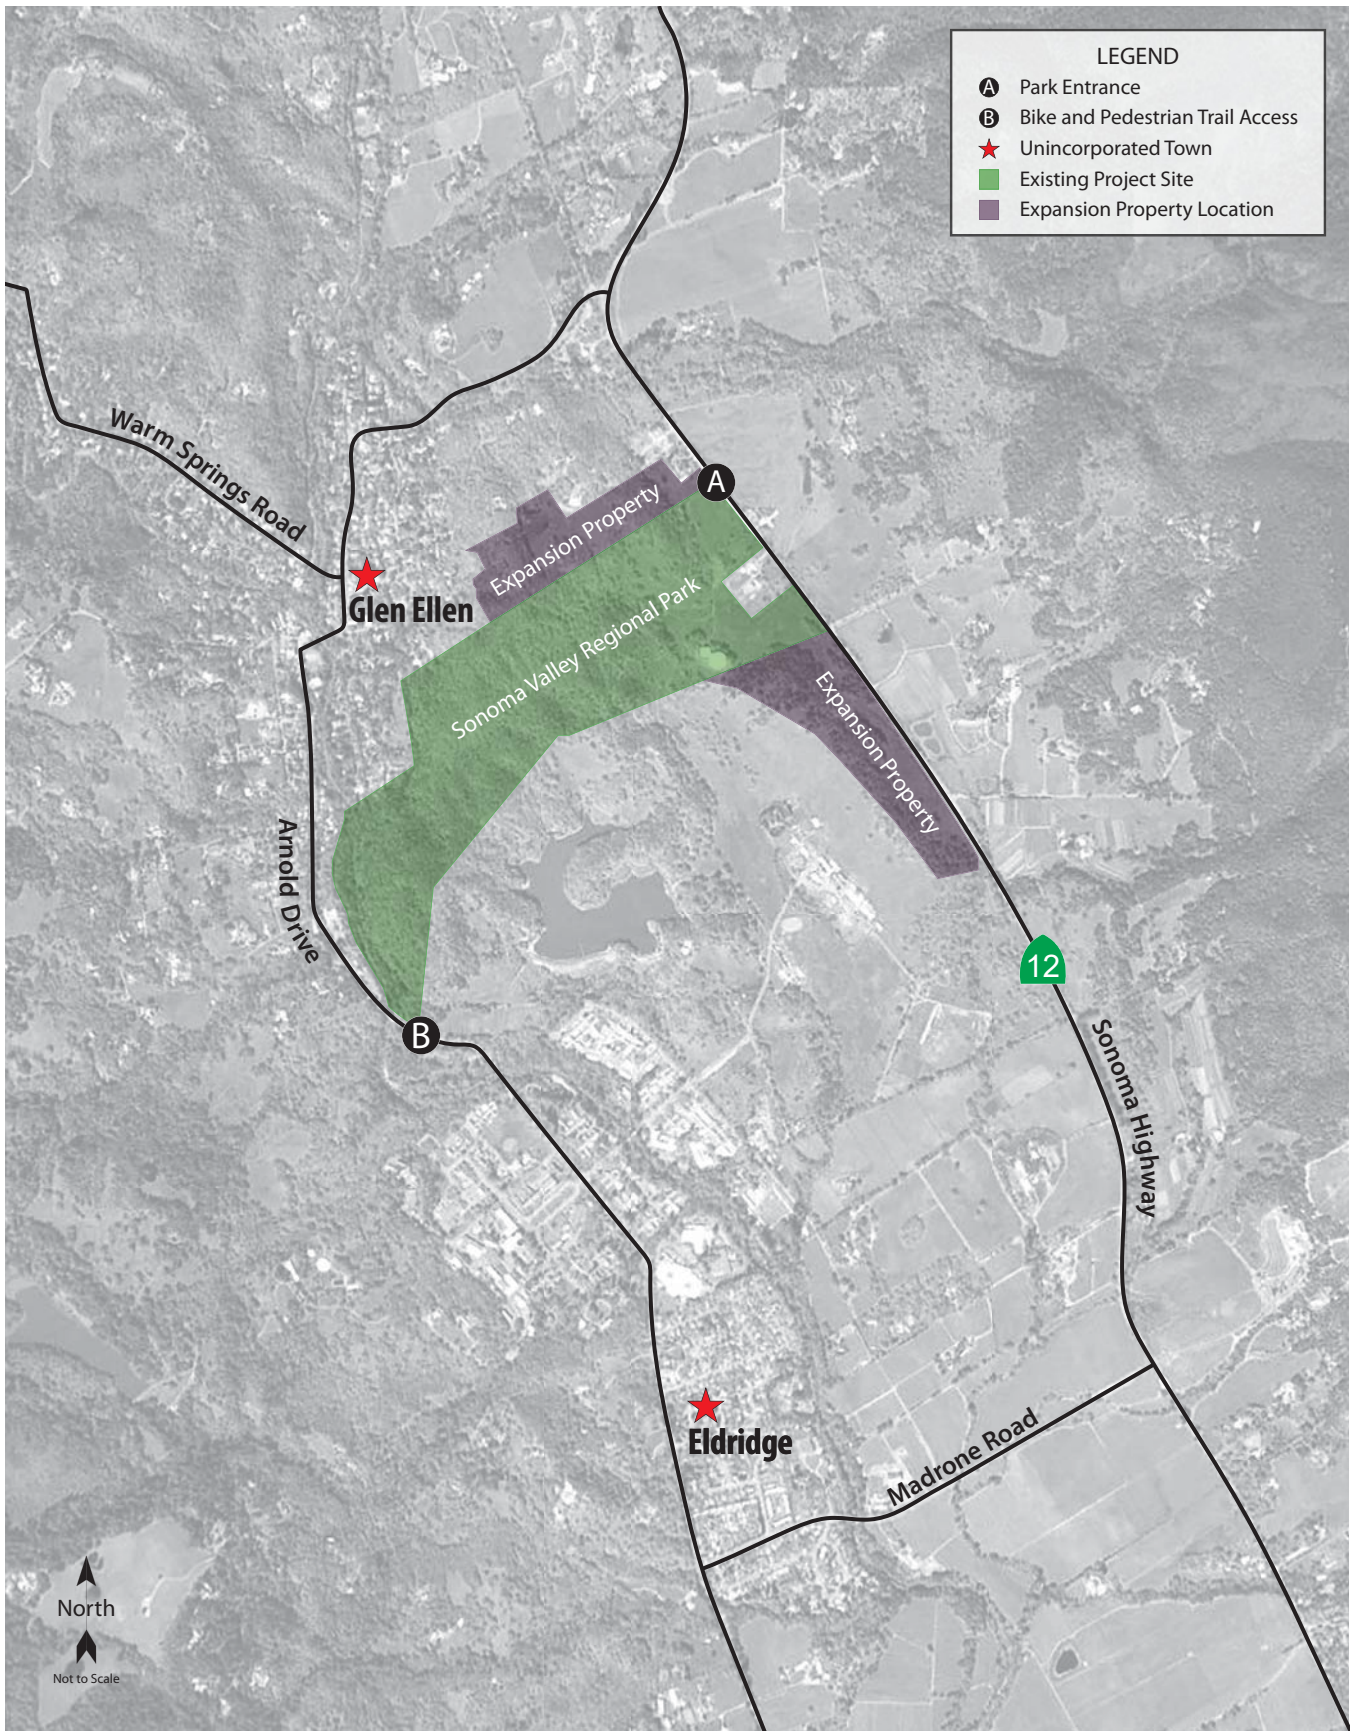 LEGEND
A Park Entrance
B Bike and Pedestrian Trail Access
Unincorporated Town
Existing Project Site
Expansion Property Location
Warm Springs Road
A
Expansion Property
Glen Ellen
Sonoma Valley Regional Park
Expansion Property
Arnold Drive
12
B
Sonoma Highway
Eldridge
Madrone Road
North
Not to Scale